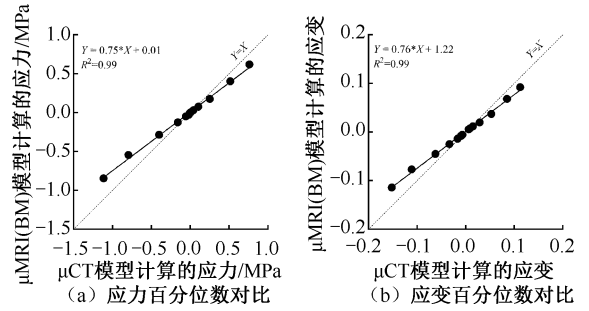 μMRI(BM)模型计算的应力/MPa
1.0
0.5
0.0
−0.5
−1.0
−1.5
Y = 0.75*X + 0.01
R²=0.99
Y=X
−1.5 −1.0 −0.5 0.0 0.5 1.0
μCT模型计算的应力/MPa
（a）应力百分位数对比
μMRI(BM)模型计算的应变
0.2
0.1
0.0
−0.1
−0.2
Y = 0.76*X + 1.22
R²=0.99
Y=X
−0.2 −0.1 0.0 0.1 0.2
μCT模型计算的应变
（b）应变百分位数对比